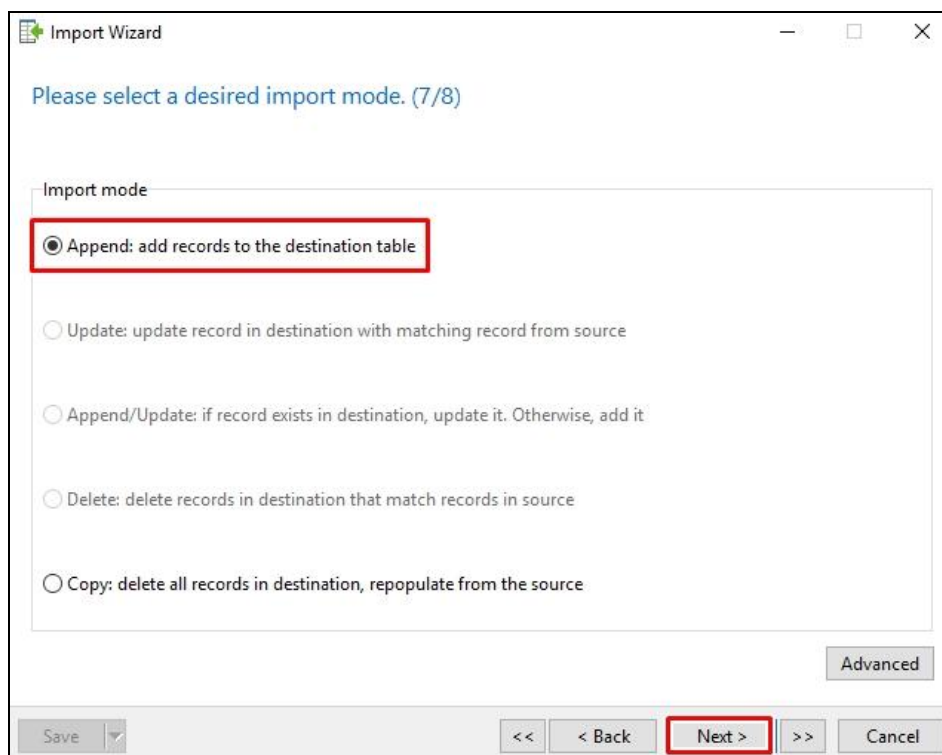 Import Wizard
Please select a desired import mode. (7/8)
Import mode
Append: add records to the destination table
Update: update record in destination with matching record from source
Append/Update: if record exists in destination, update it. Otherwise, add it
Delete: delete records in destination that match records in source
Copy: delete all records in destination, repopulate from the source
Advanced
Save << < Back Next > >> Cancel